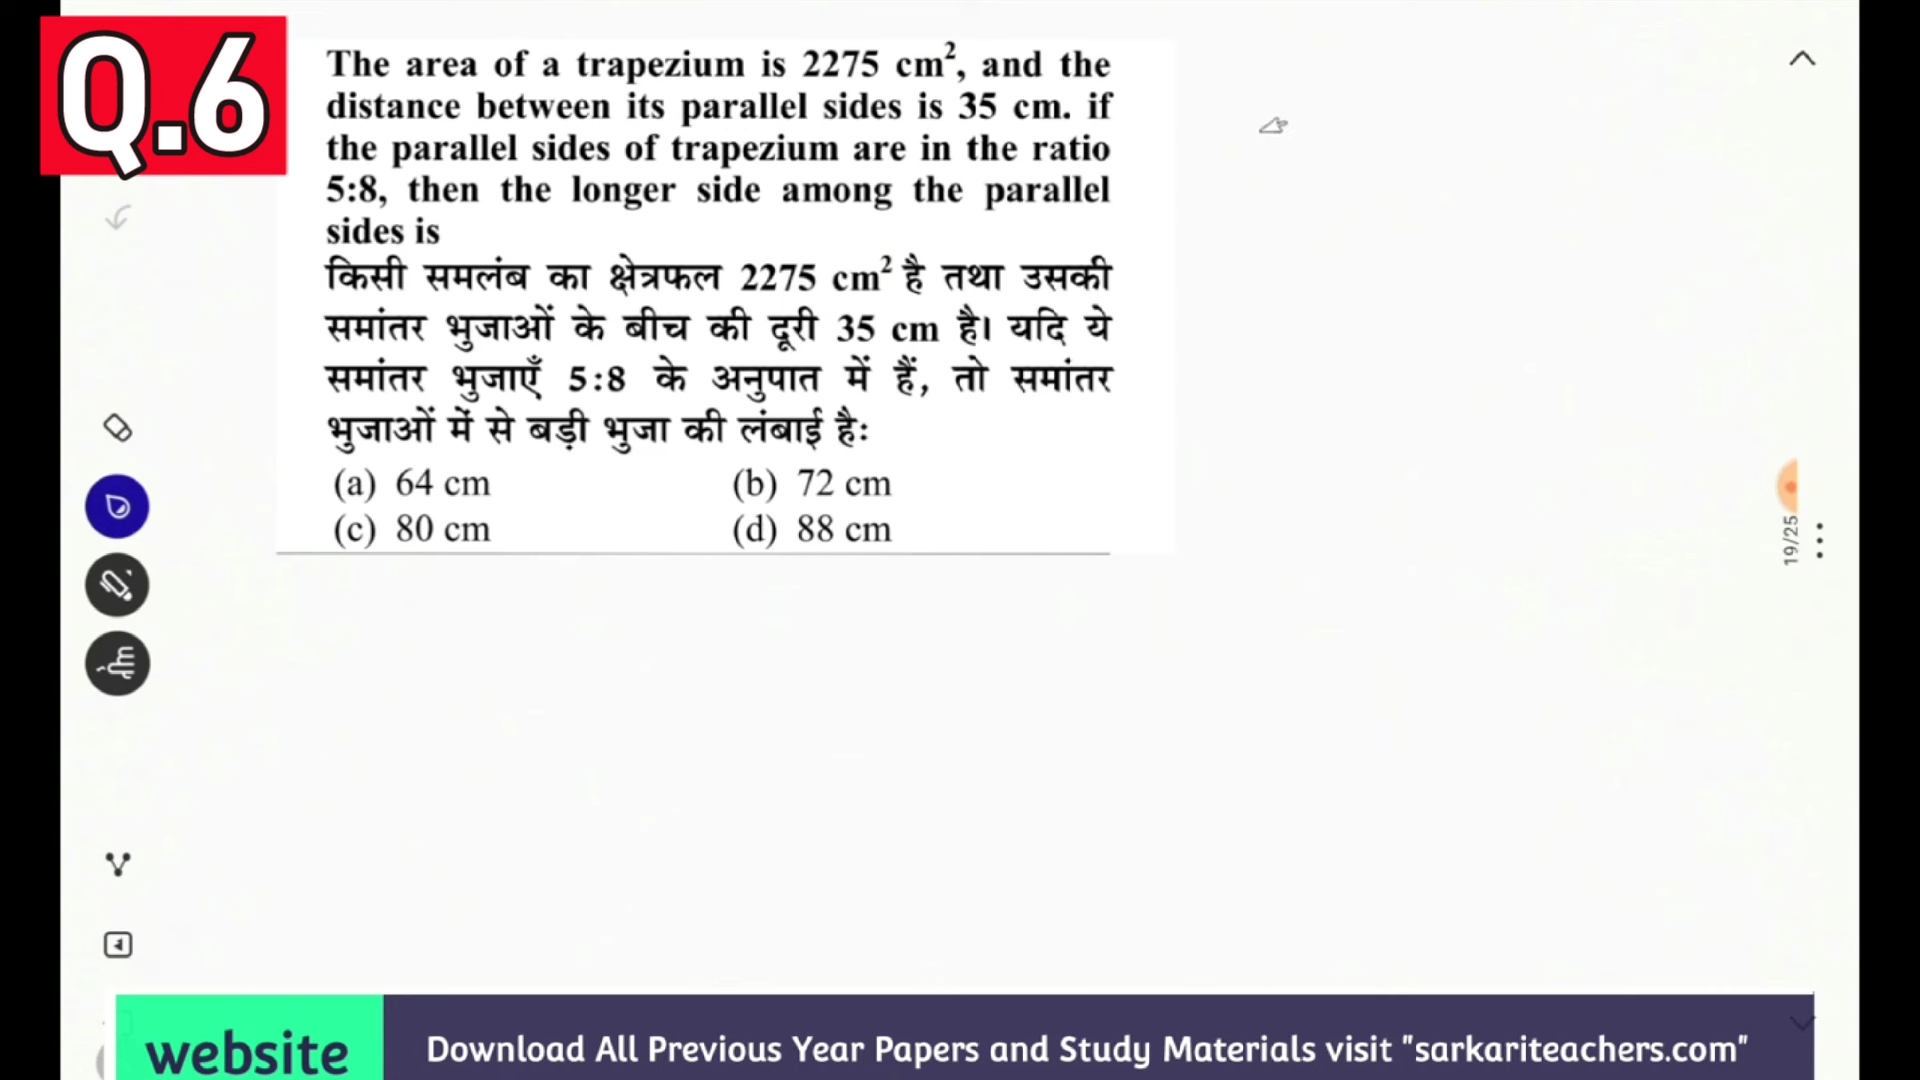 Q.6
The area of a trapezium is 2275 cm², and the
distance between its parallel sides is 35 cm. if
the parallel sides of trapezium are in the ratio
5:8, then the longer side among the parallel
sides is
किसी समलंब का क्षेत्रफल 2275 cm² है तथा उसकी
समांतर भुजाओं के बीच की दूरी 35 cm है। यदि ये
समांतर भुजाएँ 5:8 के अनुपात में हैं, तो समांतर
भुजाओं में से बड़ी भुजा की लंबाई है:
(a) 64 cm (b) 72 cm
(c) 80 cm (d) 88 cm
19/25
website Download All Previous Year Papers and Study Materials visit "sarkariteachers.com"